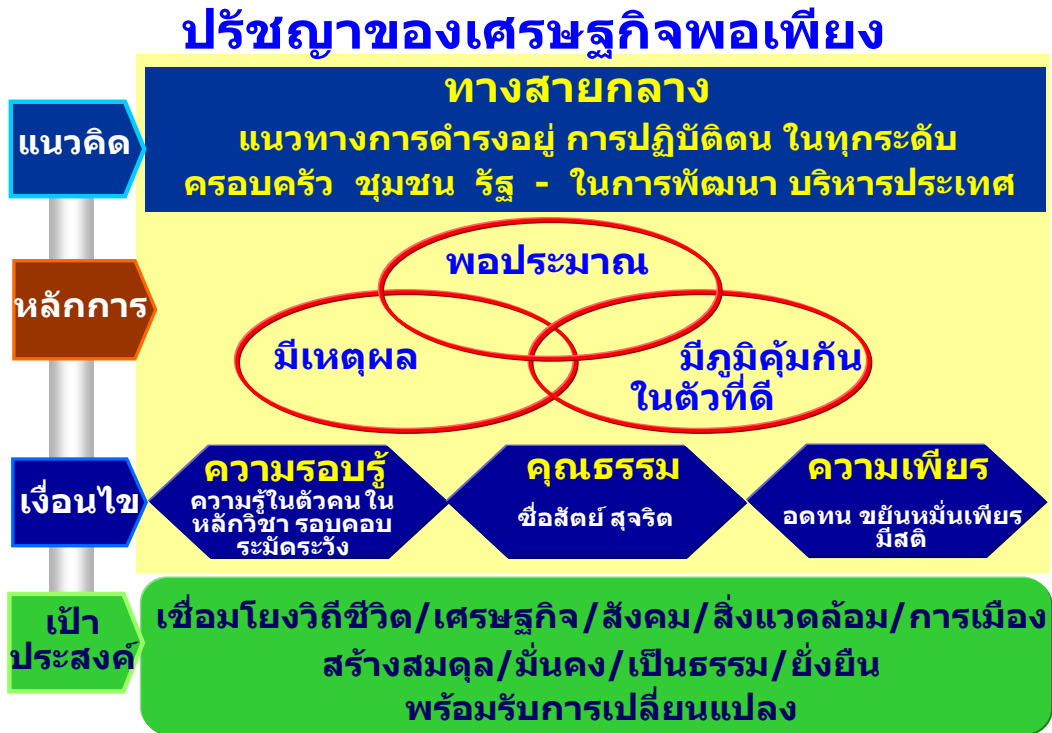 ปรัชญาของเศรษฐกิจพอเพียง
แนวคิด
ทางสายกลาง
แนวทางการดำรงอยู่ การปฏิบัติตน ในทุกระดับ
ครอบครัว ชุมชน รัฐ - ในการพัฒนา บริหารประเทศ
หลักการ
พอประมาณ
มีเหตุผล
มีภูมิคุ้มกัน
ในตัวที่ดี
เงื่อนไข
ความรอบรู้
ความรู้ในตัวคน ใน
หลักวิชา รอบคอบ
ระมัดระวัง
คุณธรรม
ซื่อสัตย์ สุจริต
ความเพียร
อดทน ขยันหมั่นเพียร
มีสติ
เป้า
ประสงค์
เชื่อมโยงวิถีชีวิต/เศรษฐกิจ/สังคม/สิ่งแวดล้อม/การเมือง
สร้างสมดุล/มั่นคง/เป็นธรรม/ยั่งยืน
พร้อมรับการเปลี่ยนแปลง